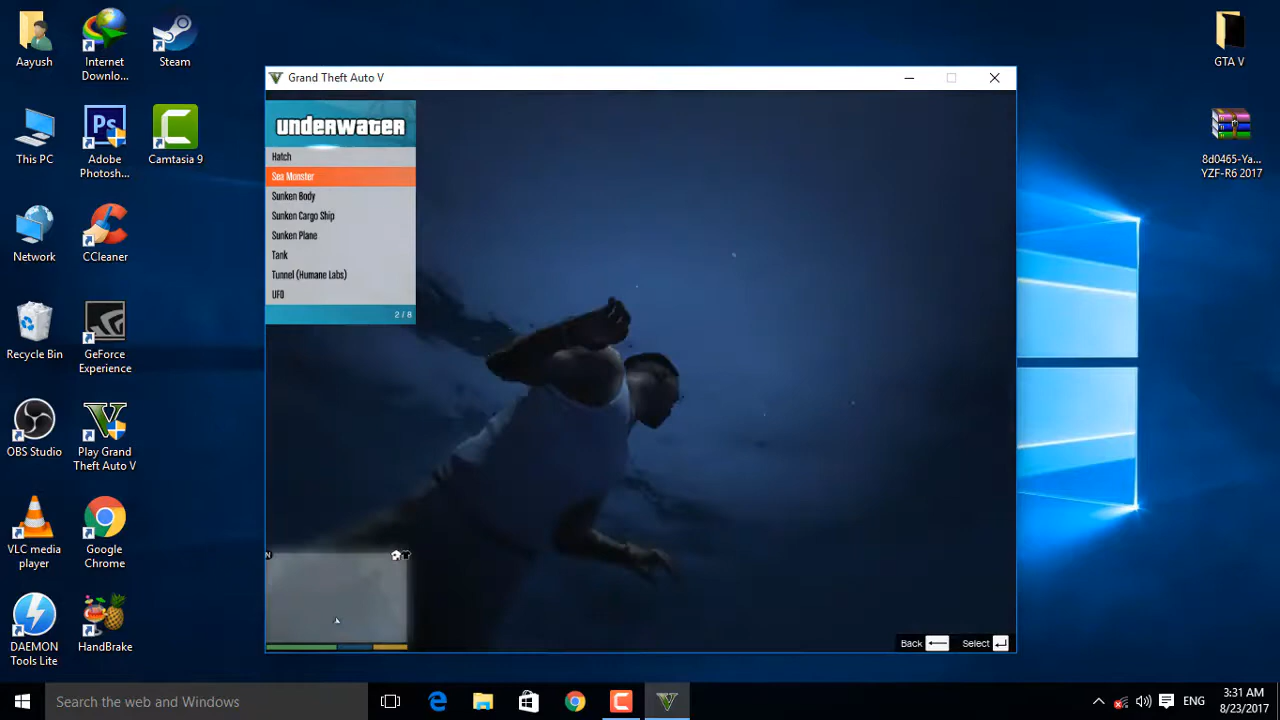 Aayush
Internet
Downlo...
Steam
GTA V
This PC
Adobe
Photosh...
Camtasia 9
8d0465-Ya...
YZF-R6 2017
Network
CCleaner
Recycle Bin
GeForce
Experience
OBS Studio
Play Grand
Theft Auto V
VLC media
player
Google
Chrome
DAEMON
Tools Lite
HandBrake
Grand Theft Auto V
underwater
Hatch
Sea Monster
Sunken Body
Sunken Cargo Ship
Sunken Plane
Tank
Tunnel (Humane Labs)
UFO
2 / 8
N
Back
Select
Search the web and Windows
ENG
3:31 AM
8/23/2017